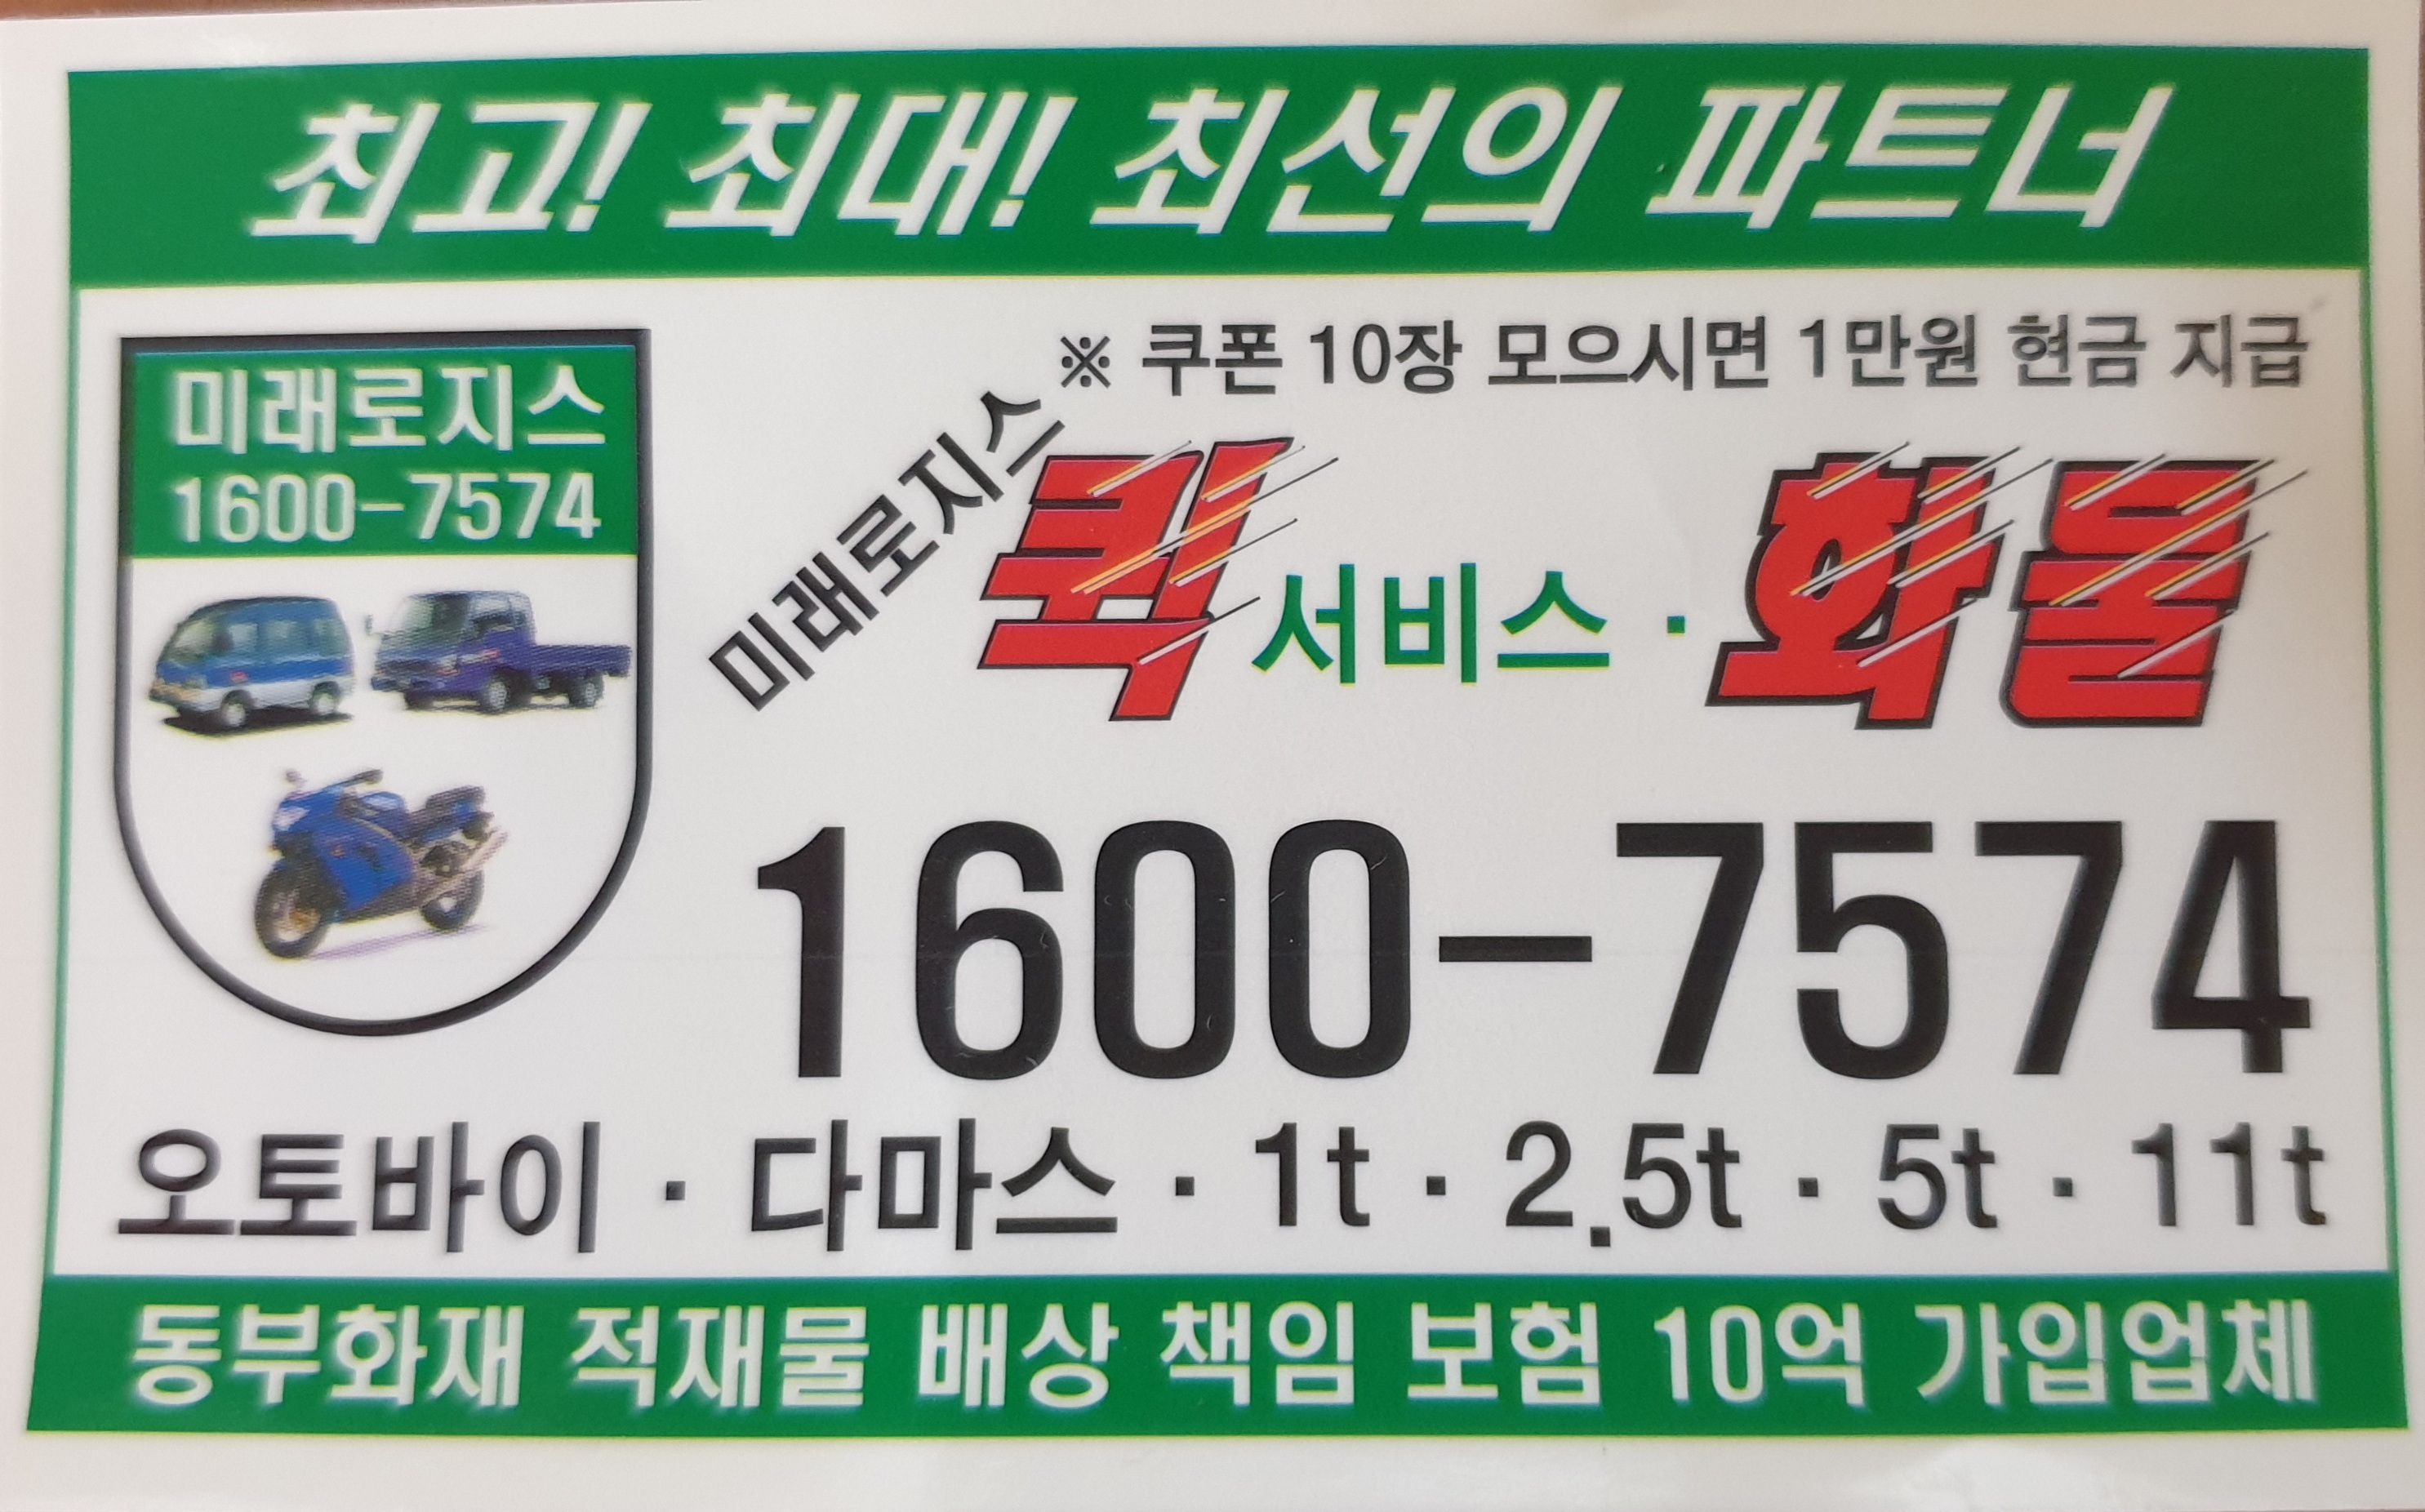 최고! 최대! 최선의 파트너
미래로지스
1600-7574
※ 쿠폰 10장 모으시면 1만원 현금 지급
미래로지스
퀵서비스·화물
1600-7574
오토바이·다마스·1t·2.5t·5t·11t
동부화재 적재물 배상 책임 보험 10억 가입업체